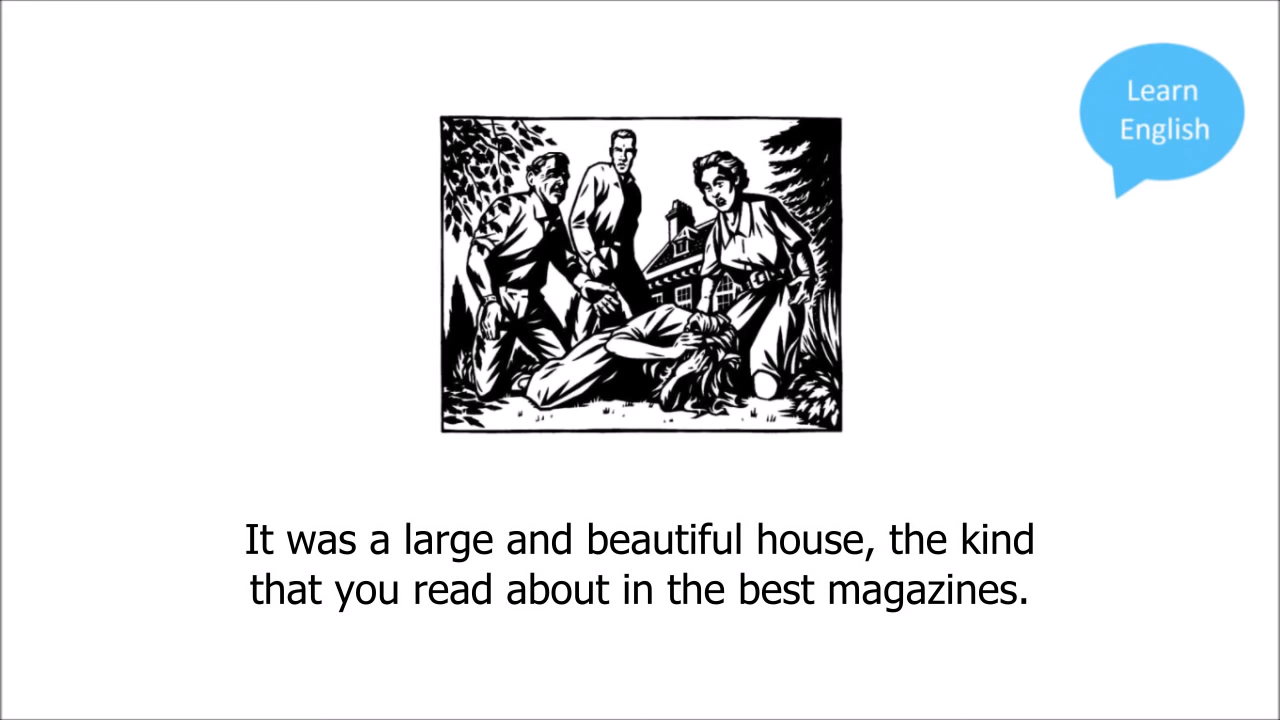 Learn
English
It was a large and beautiful house, the kind
that you read about in the best magazines.